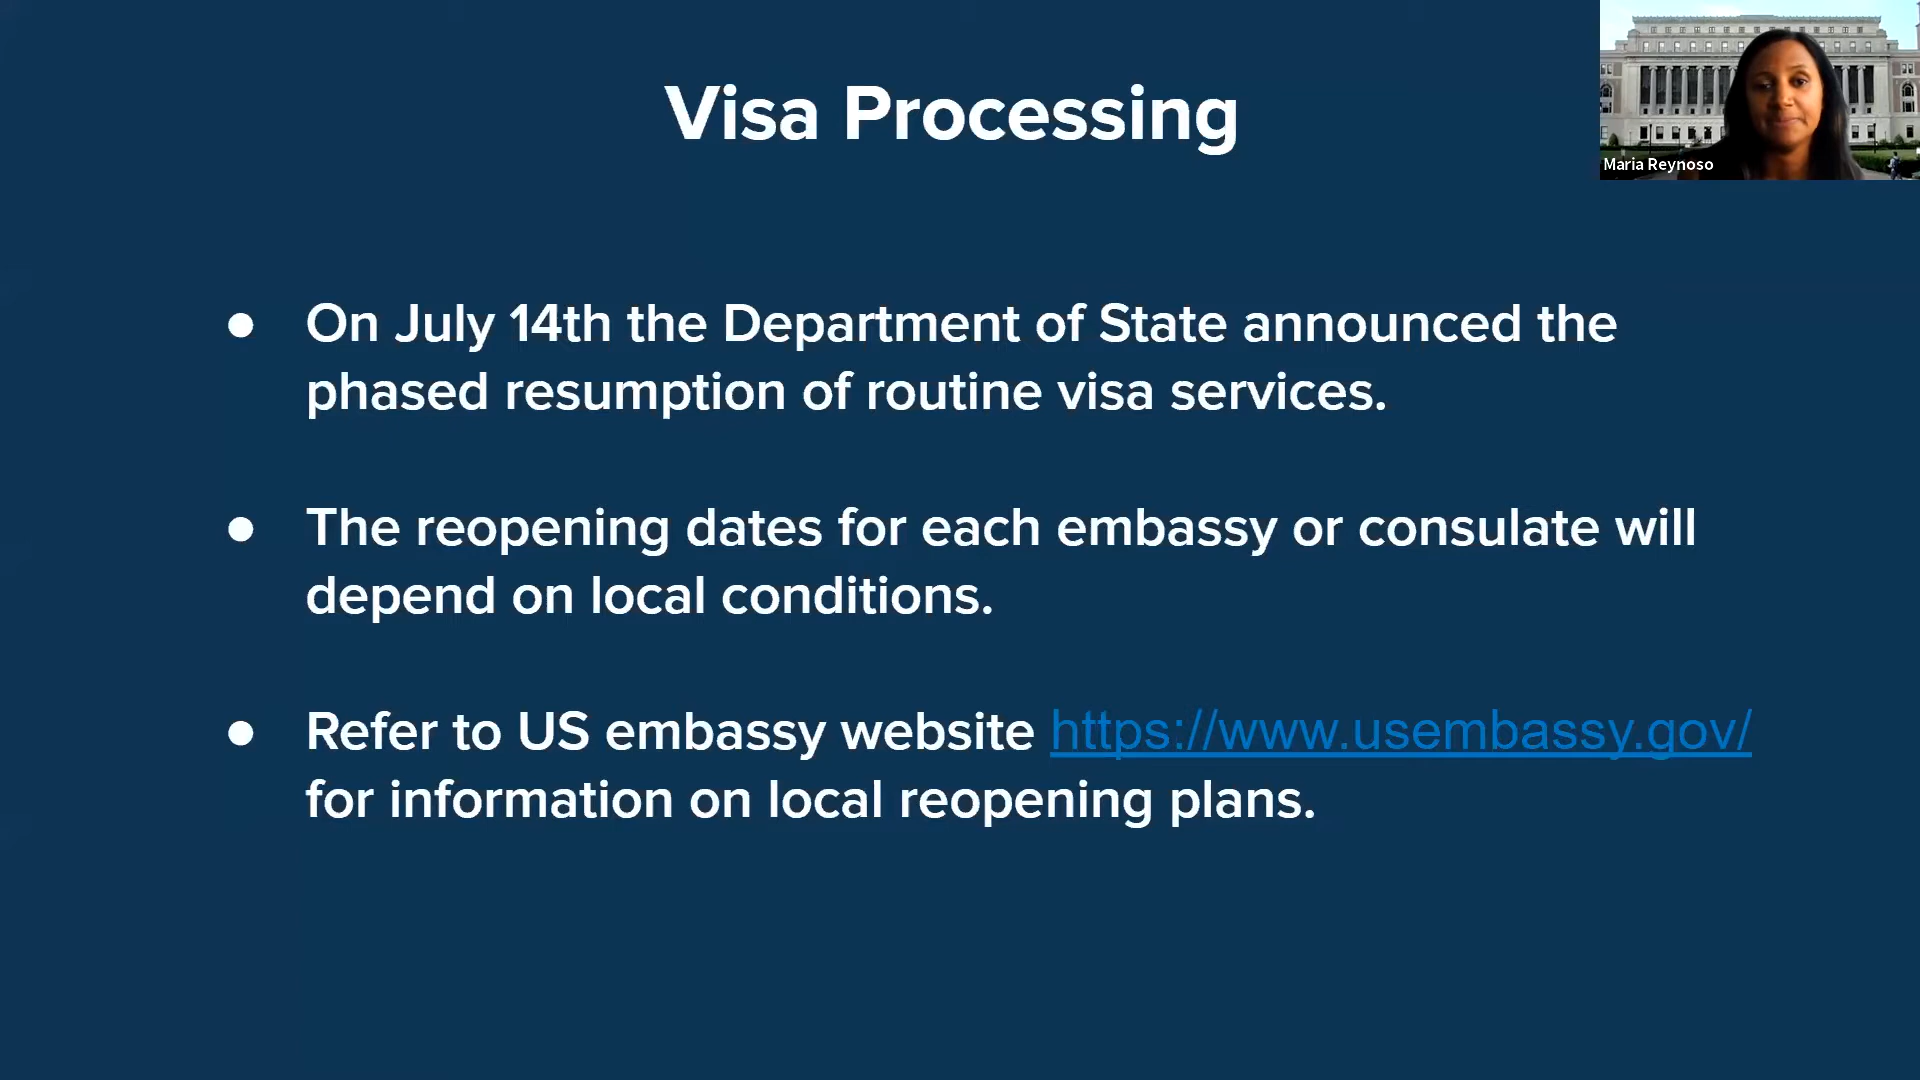 Visa Processing
Maria Reynoso
● On July 14th the Department of State announced the
phased resumption of routine visa services.
● The reopening dates for each embassy or consulate will
depend on local conditions.
● Refer to US embassy website https://www.usembassy.gov/
for information on local reopening plans.